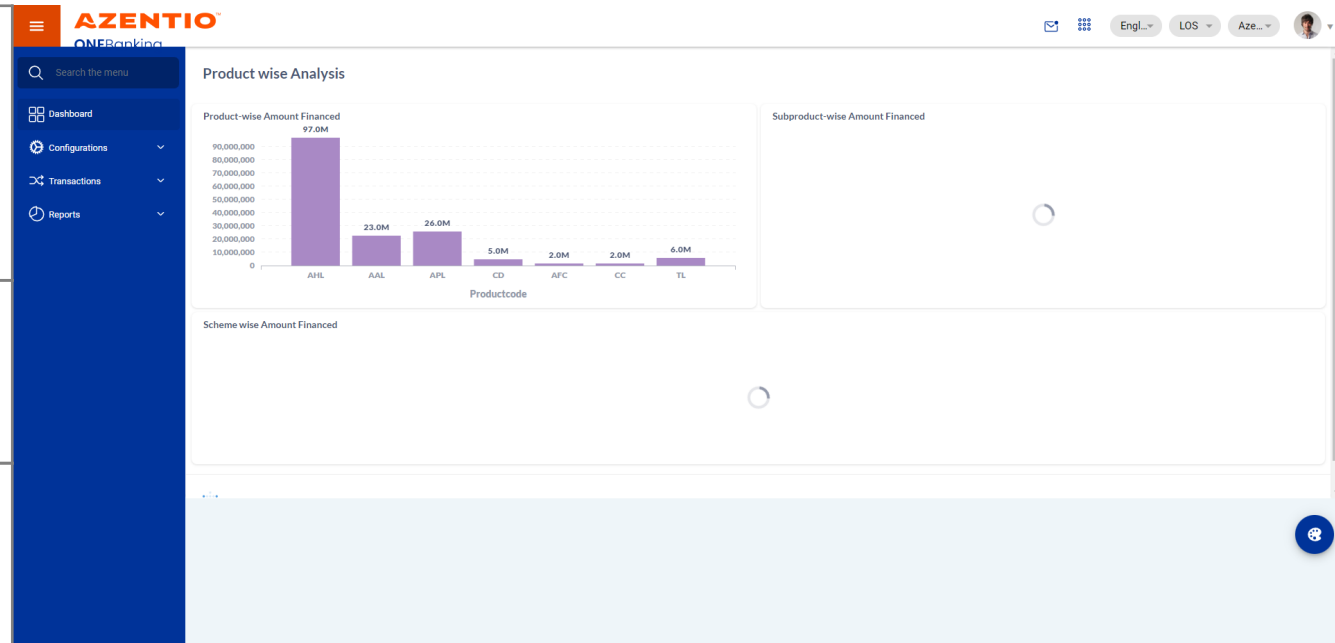 AZENTIO™
ONEBanking
Engl...
LOS
Aze...
Search the menu
Dashboard
Configurations
Transactions
Reports
Product wise Analysis
Product-wise Amount Financed
97.0M
90,000,000
80,000,000
70,000,000
60,000,000
50,000,000
40,000,000
30,000,000
20,000,000
10,000,000
0
23.0M
26.0M
5.0M
2.0M
2.0M
6.0M
AHL
AAL
APL
CD
AFC
CC
TL
Productcode
Subproduct-wise Amount Financed
Scheme wise Amount Financed